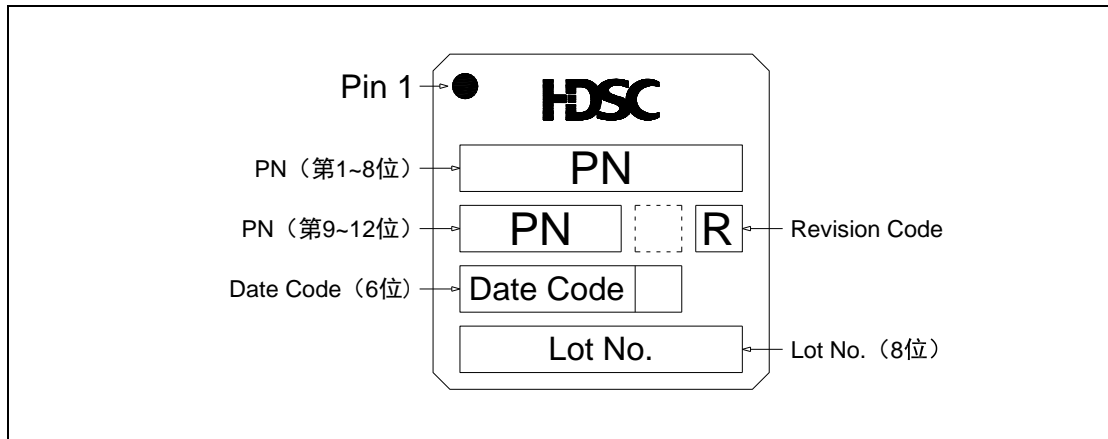 Pin 1
HDSC
PN（第1~8位）
PN
PN（第9~12位）
PN
R
Revision Code
Date Code（6位）
Date Code
Lot No.
Lot No.（8位）